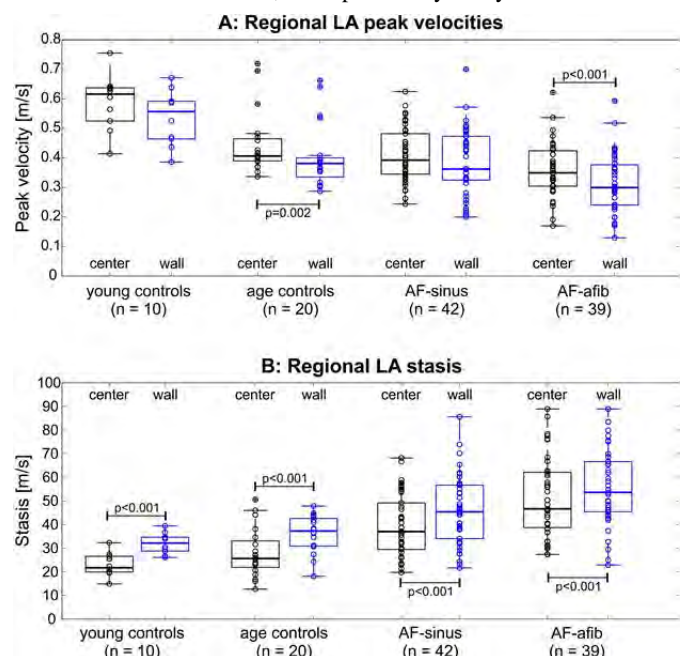 A: Regional LA peak velocities
Peak velocity [m/s]
0.8
0.7
0.6
0.5
0.4
0.3
0.2
0.1
0
p<0.001
p=0.002
center wall center wall center wall center wall
young controls age controls AF-sinus AF-afib
(n = 10) (n = 20) (n = 42) (n = 39)
B: Regional LA stasis
Stasis [m/s]
100
90
80
70
60
50
40
30
20
10
0
center wall center wall center wall center wall
p<0.001 p<0.001
p<0.001 p<0.001
young controls age controls AF-sinus AF-afib
(n = 10) (n = 20) (n = 42) (n = 39)